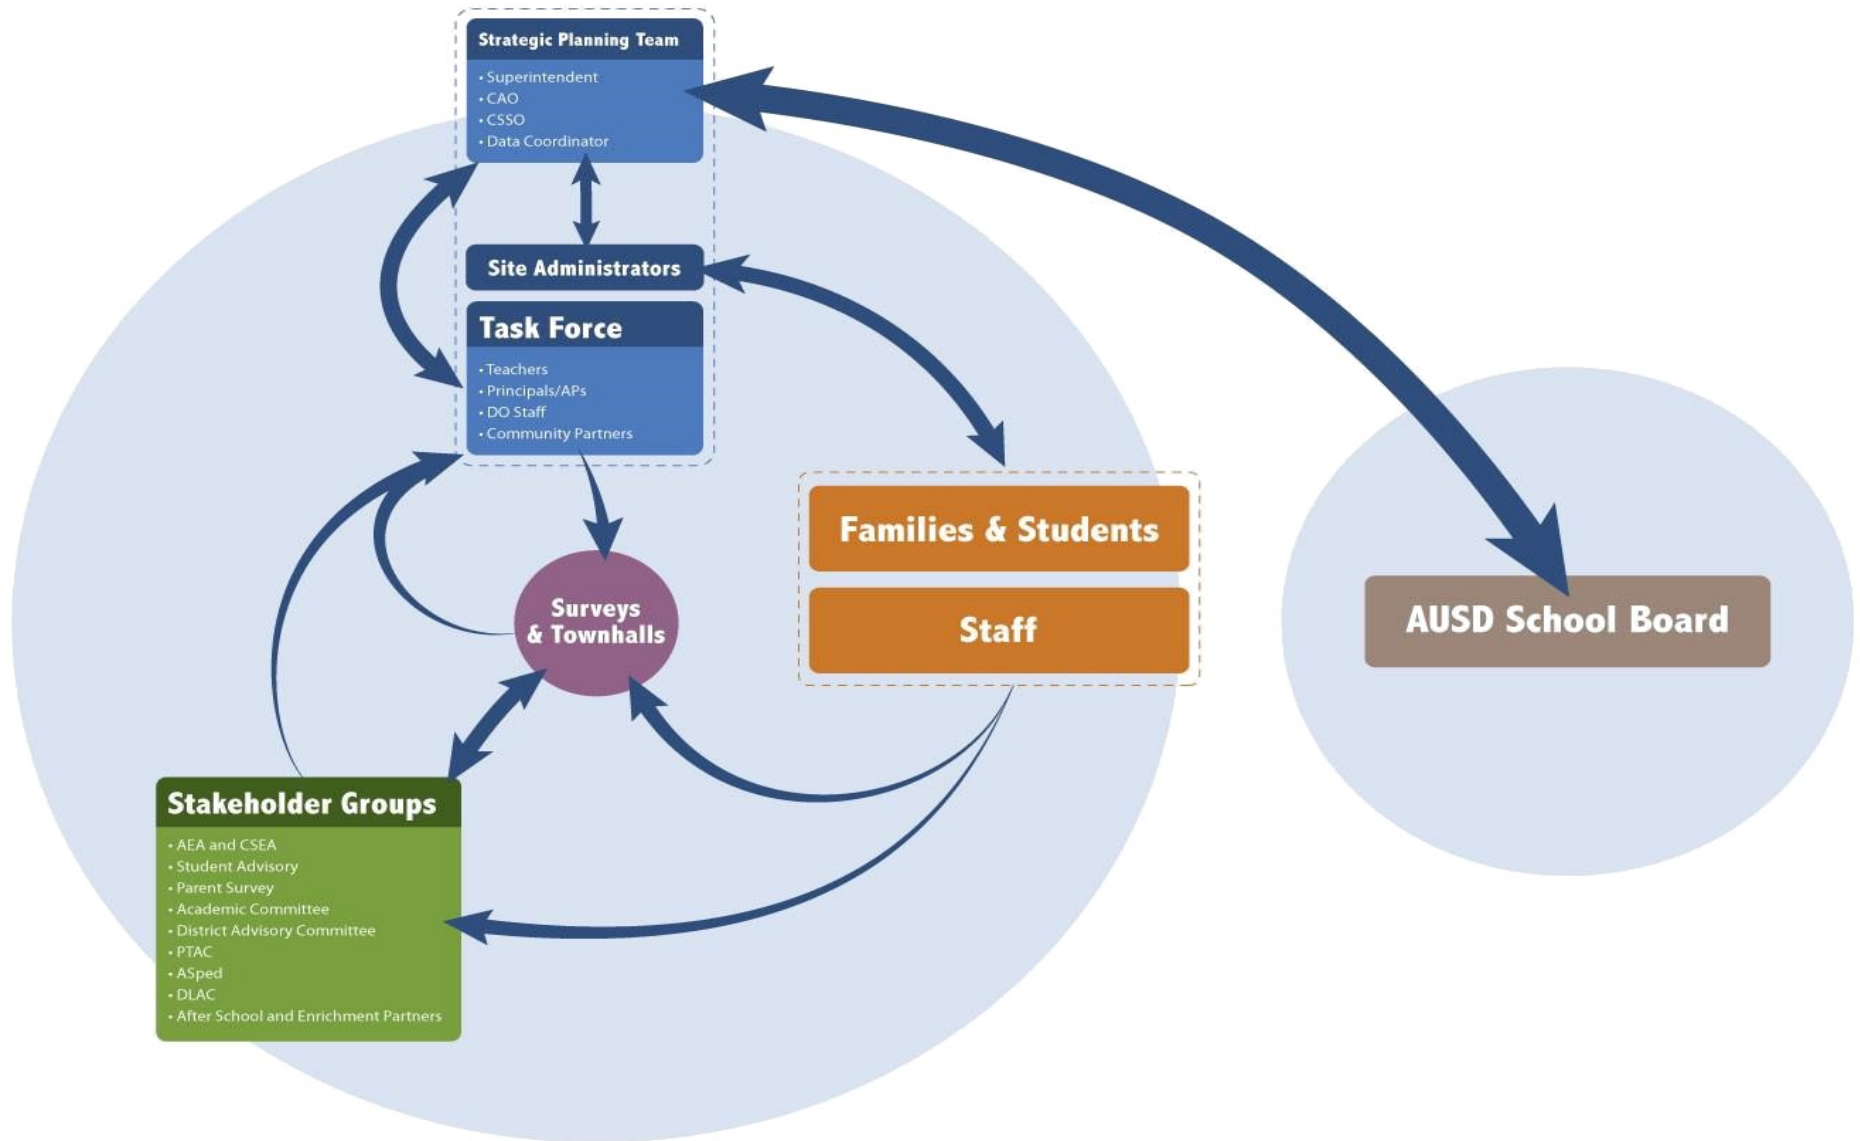 Strategic Planning Team
• Superintendent
• CAO
• CSSO
• Data Coordinator
Site Administrators
Task Force
• Teachers
• Principals/APs
• DO Staff
• Community Partners
Families & Students
Staff
AUSD School Board
Surveys
& Townhalls
Stakeholder Groups
• AEA and CSEA
• Student Advisory
• Parent Survey
• Academic Committee
• District Advisory Committee
• PTAC
• ASped
• DLAC
• After School and Enrichment Partners